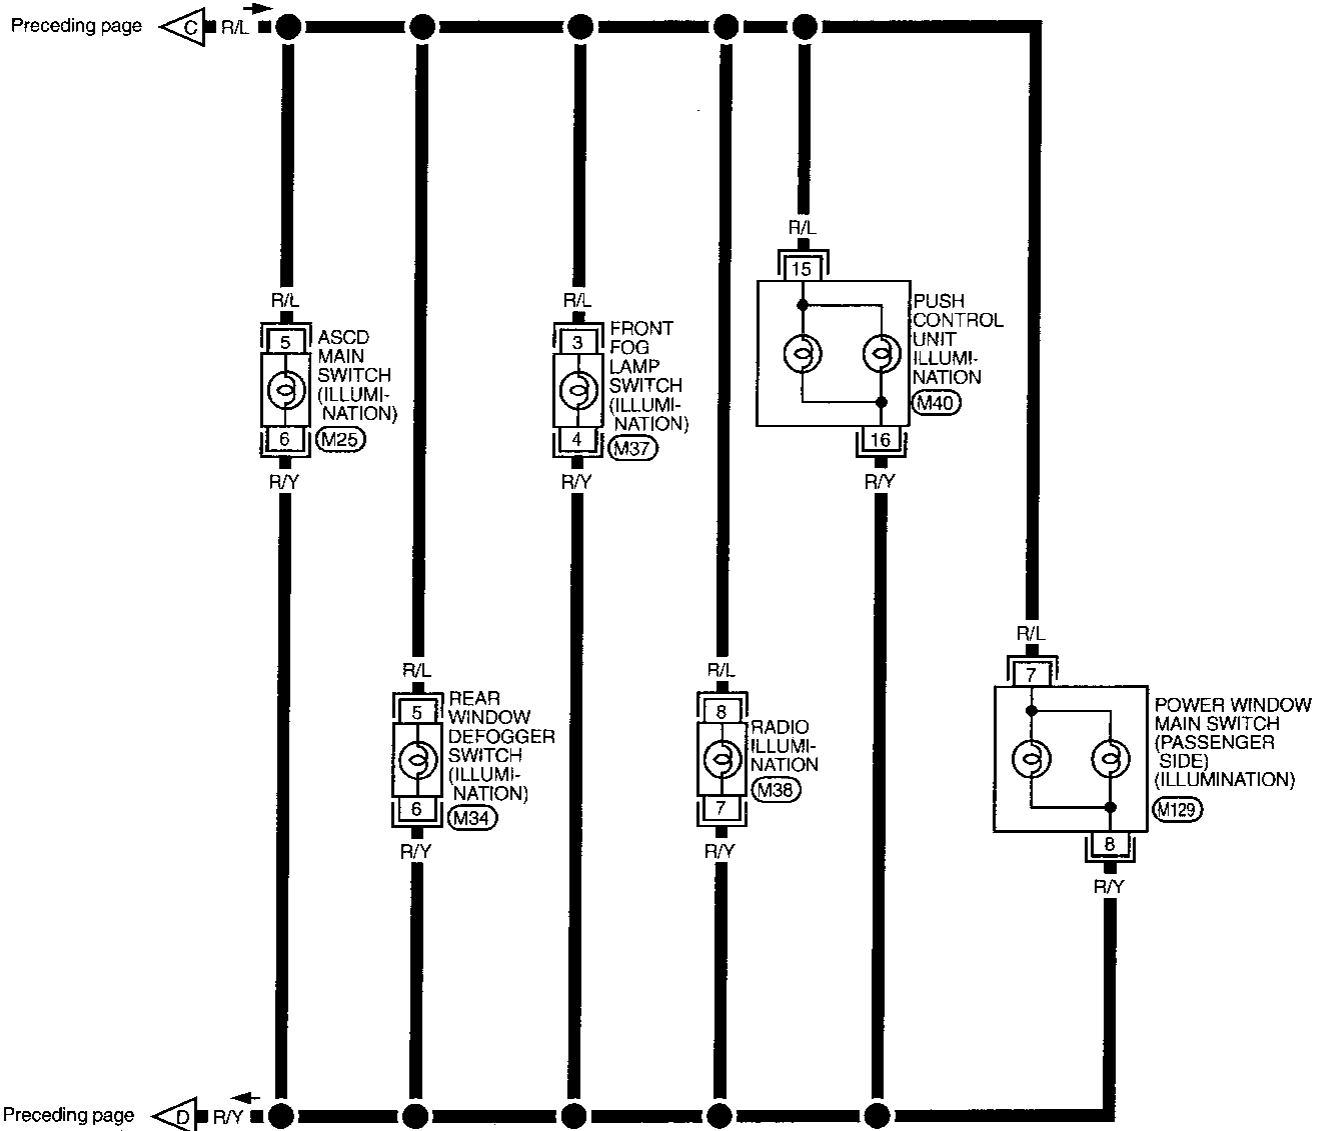 Preceding page C R/L
R/L
15
PUSH
CONTROL
UNIT
ILLUMI-
NATION
M40
16
R/Y
R/L
5
ASCD
MAIN
SWITCH
(ILLUMI-
NATION)
6
M25
R/Y
R/L
3
FRONT
FOG
LAMP
SWITCH
(ILLUMI-
NATION)
4
M37
R/Y
R/L
7
POWER WINDOW
MAIN SWITCH
(PASSENGER
SIDE)
(ILLUMINATION)
M129
8
R/Y
R/L
5
REAR
WINDOW
DEFOGGER
SWITCH
(ILLUMI-
NATION)
6
M34
R/Y
R/L
8
RADIO
ILLUMI-
NATION
M38
7
R/Y
Preceding page D R/Y